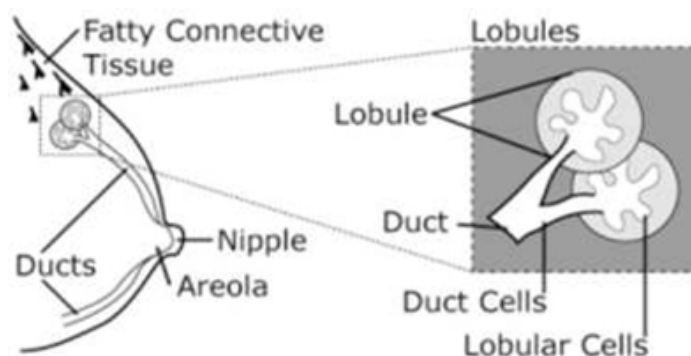 Fatty Connective
Tissue
Ducts
Nipple
Areola
Lobules
Lobule
Duct
Duct Cells
Lobular Cells